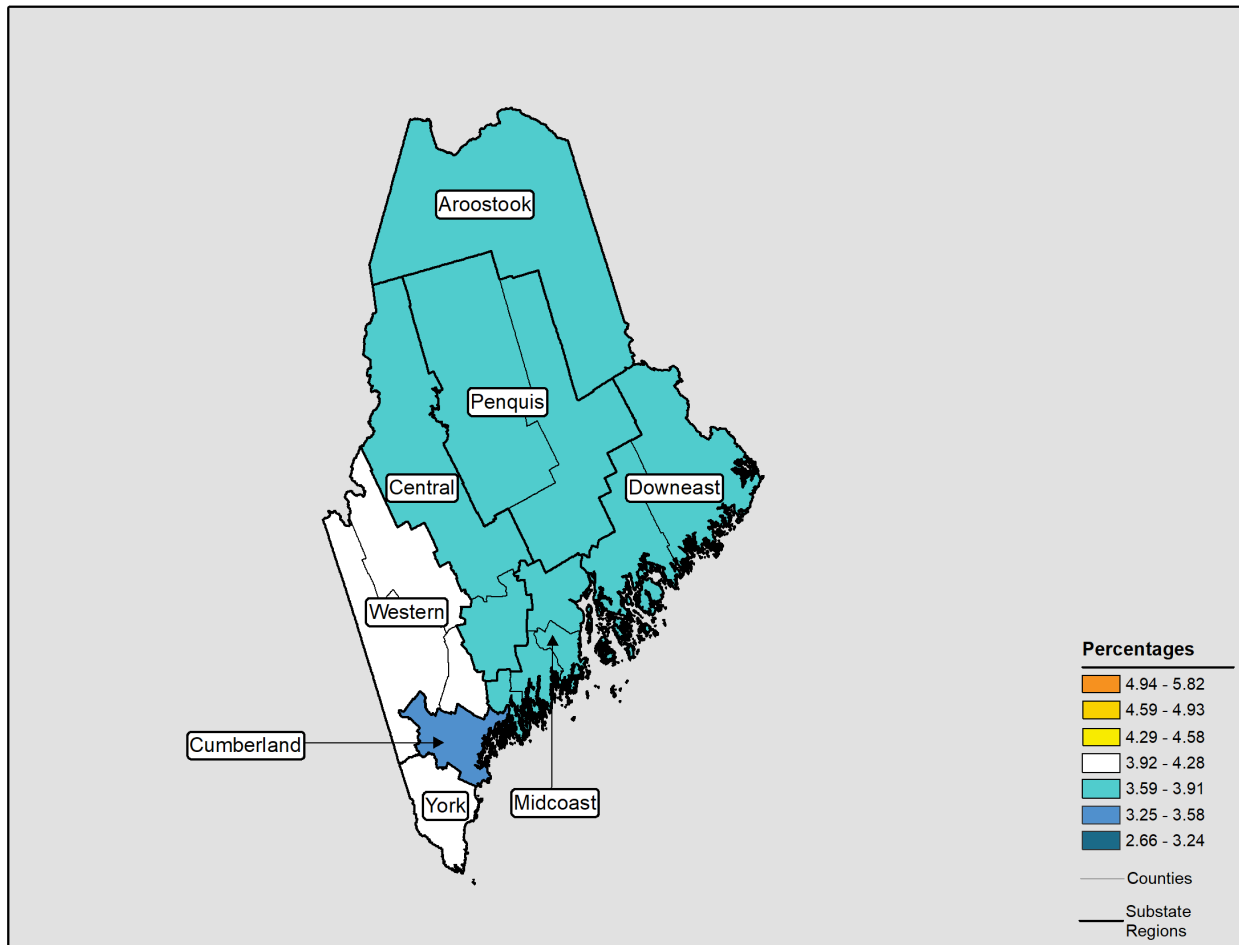 Aroostook
Penquis
Central
Downeast
Western
Cumberland
York
Midcoast
Percentages
4.94 - 5.82
4.59 - 4.93
4.29 - 4.58
3.92 - 4.28
3.59 - 3.91
3.25 - 3.58
2.66 - 3.24
Counties
Substate
Regions